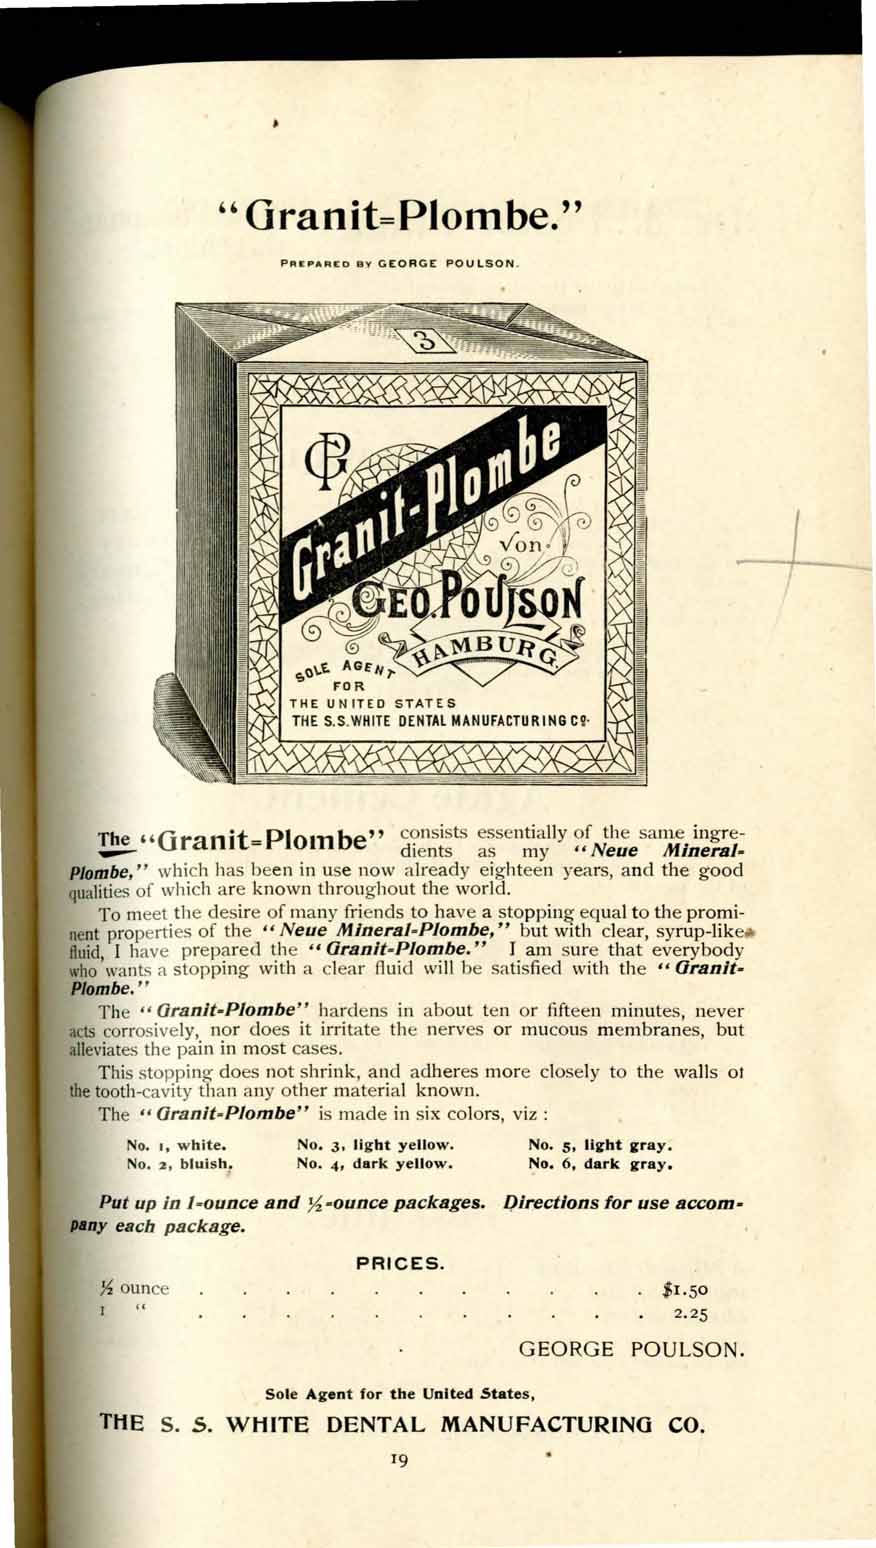 “Granit=Plombe.”
PREPARED BY GEORGE POULSON.
3
GP
Granit-Plombe
Von
GEO. POULSON
HAMBURG.
SOLE AGENT
FOR
THE UNITED STATES
THE S.S. WHITE DENTAL MANUFACTURING Co.
The “Granit=Plombe” consists essentially of the same ingre-
dients as my “Neue Mineral-
Plombe,” which has been in use now already eighteen years, and the good
qualities of which are known throughout the world.
To meet the desire of many friends to have a stopping equal to the promi-
nent properties of the “Neue Mineral-Plombe,” but with clear, syrup-like
fluid, I have prepared the “Granit-Plombe.” I am sure that everybody
who wants a stopping with a clear fluid will be satisfied with the “Granit-
Plombe.”
The “Granit-Plombe” hardens in about ten or fifteen minutes, never
acts corrosively, nor does it irritate the nerves or mucous membranes, but
alleviates the pain in most cases.
This stopping does not shrink, and adheres more closely to the walls of
the tooth-cavity than any other material known.
The “Granit-Plombe” is made in six colors, viz :
No. 1, white. No. 3, light yellow. No. 5, light gray.
No. 2, bluish. No. 4, dark yellow. No. 6, dark gray.
Put up in 1-ounce and ½-ounce packages. Directions for use accom-
pany each package.
PRICES.
½ ounce . . . . . . . . . . . $1.50
1 “ . . . . . . . . . . . 2.25
GEORGE POULSON.
Sole Agent for the United States,
THE S. S. WHITE DENTAL MANUFACTURING CO.
19